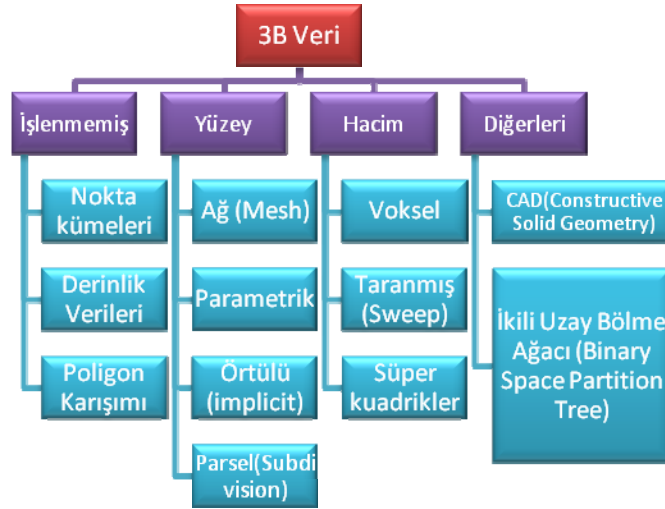 3B Veri
İşlenmemiş
Yüzey
Hacim
Diğerleri
Nokta
kümeleri
Derinlik
Verileri
Poligon
Karışımı
Ağ (Mesh)
Parametrik
Örtülü
(implicit)
Parsel(Subdi
vision)
Voksel
Taranmış
(Sweep)
Süper
kuadrikler
CAD(Constructive
Solid Geometry)
İkili Uzay Bölme
Ağacı (Binary
Space Partition
Tree)